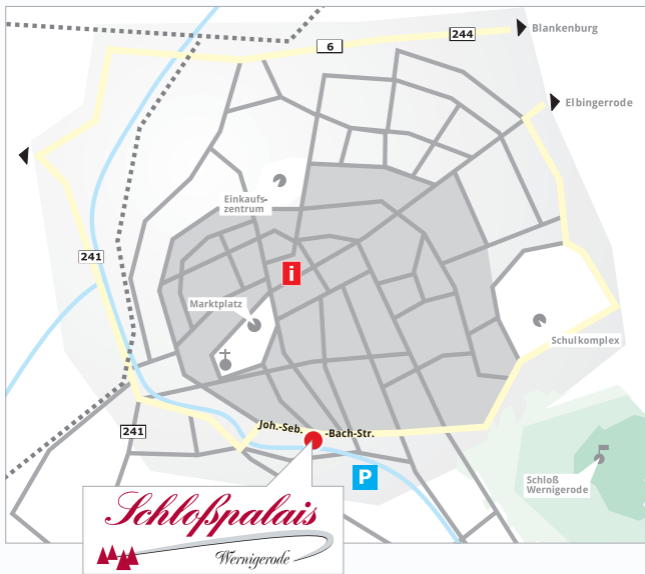 244
6
Blankenburg
Elbingerrode
Einkaufs-
zentrum
241
i
Marktplatz
Schulkomplex
Joh.-Seb. -Bach-Str.
241
P
Schloß
Wernigerode
Schloßpalais
Wernigerode